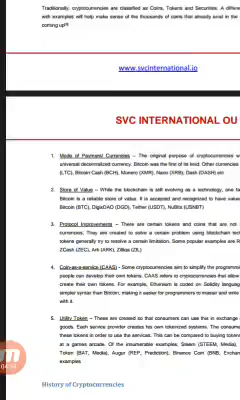 Traditionally, cryptocurrencies are classified as Coins, Tokens and Securities. A differe
with examples will help make sense of the thousands of coins that already exist in the
coming up!!!
www.svcinternational.io
SVC INTERNATIONAL OU
1. Mode of Payment/ Currencies – The original purpose of cryptocurrencies w
universal decentralized currency. Bitcoin was the first of its kind. Other currencies
(LTC), Bitcoin Cash (BCH), Monero (XMR), Nano (XRB), Dash (DASH) etc
2. Store of Value – While the blockchain is still evolving as a technology, one fa
Bitcoin is a reliable store of value. It is accepted and recognized to have value
Bitcoin (BTC), DigixDAO (DGD), Tether (USDT), NuBits (USNBT)
3. Protocol Improvements – There are certain tokens and coins that are not
currencies; They are created to solve a certain problem using blockchain tech
tokens generally try to resolve a certain limitation. Some popular examples are R
ZCash (ZEC), Ark (ARK), Zilliqa (ZIL)
4. Coin-as-a-service (CAAS) - Some cryptocurrencies aim to simplify the programmi
people can develop their own tokens. CAAS refers to cryptocurrencies that allow
create their own tokens. For example, Ethereum is coded on Solidity language
simpler syntax than Bitcoin, making it easier for programmers to master and write
with it.
5. Utility Token – These are created so that consumers can use this in exchange
goods. Each service provider creates his own tokenized systems. The consume
these tokens in order to use the services. This can be compared to buying token
at a games arcade. Of the innumerable examples, Steem (STEEM, Media),
Token (BAT, Media), Augur (REP, Prediction), Binance Coin (BNB, Exchan
examples
History of Cryptocurrencies